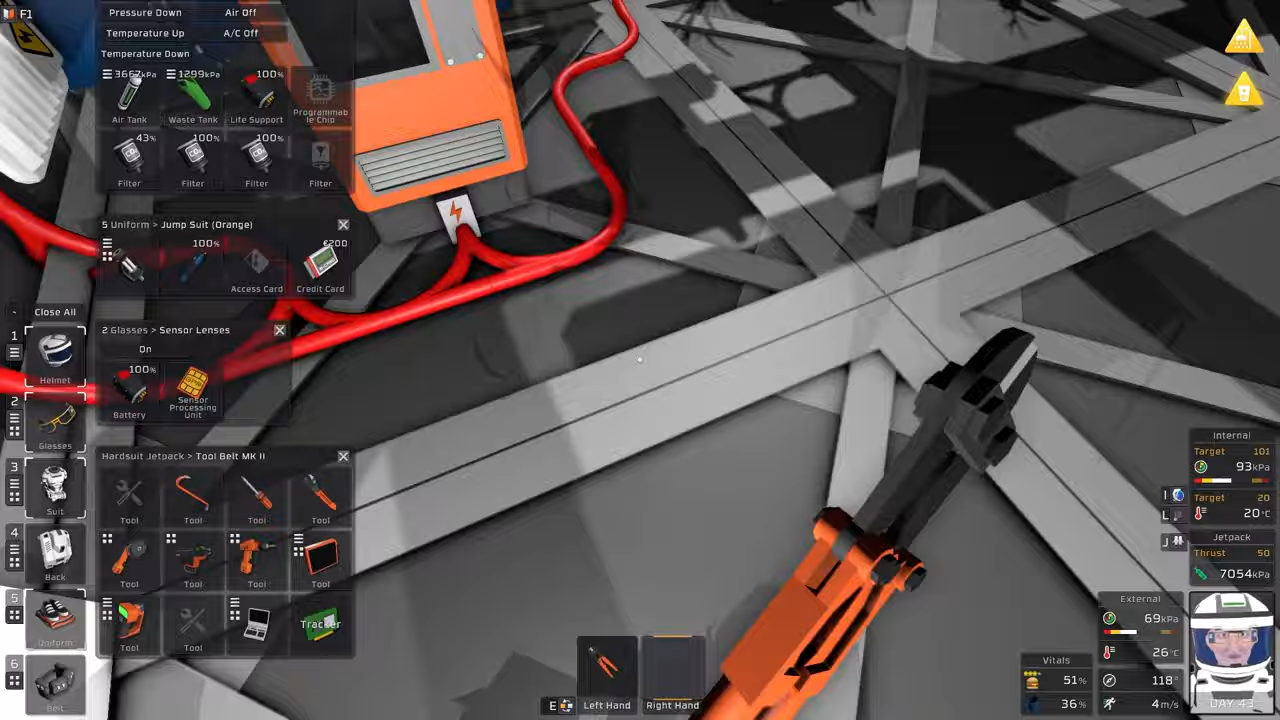 F1
Pressure Down Air Off
Temperature Up A/C Off
Temperature Down
3667kPa 1299kPa 100%
Air Tank Waste Tank Life Support Programmab
le Chip
43% 100% 100%
Filter Filter Filter Filter
5 Uniform > Jump Suit (Orange)
100% €200
Access Card Credit Card
- Close All
1
Helmet
2 Glasses > Sensor Lenses
On
100%
Battery Sensor
Processing
Unit
2
Glasses
3
Suit
Hardsuit Jetpack > Tool Belt MK II
Tool Tool Tool Tool
4
Back
Tool Tool Tool Tool
5
Uniform
Tracker
Tool Tool
6
Belt
E Left Hand Right Hand
Internal
Target 101
93kPa
I Target 20
L 20°C
J Jetpack
Thrust 50
7054kPa
External
69kPa
26°C
118°
4m/s
Vitals
51%
36%
DAY 43